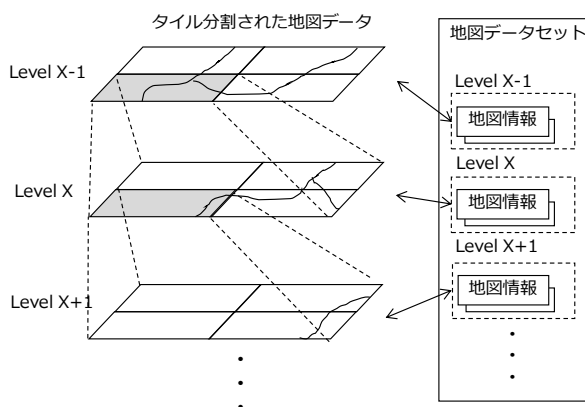 タイル分割された地図データ
地図データセット
Level X-1
Level X-1
地図情報
Level X
Level X
地図情報
Level X+1
Level X+1
地図情報